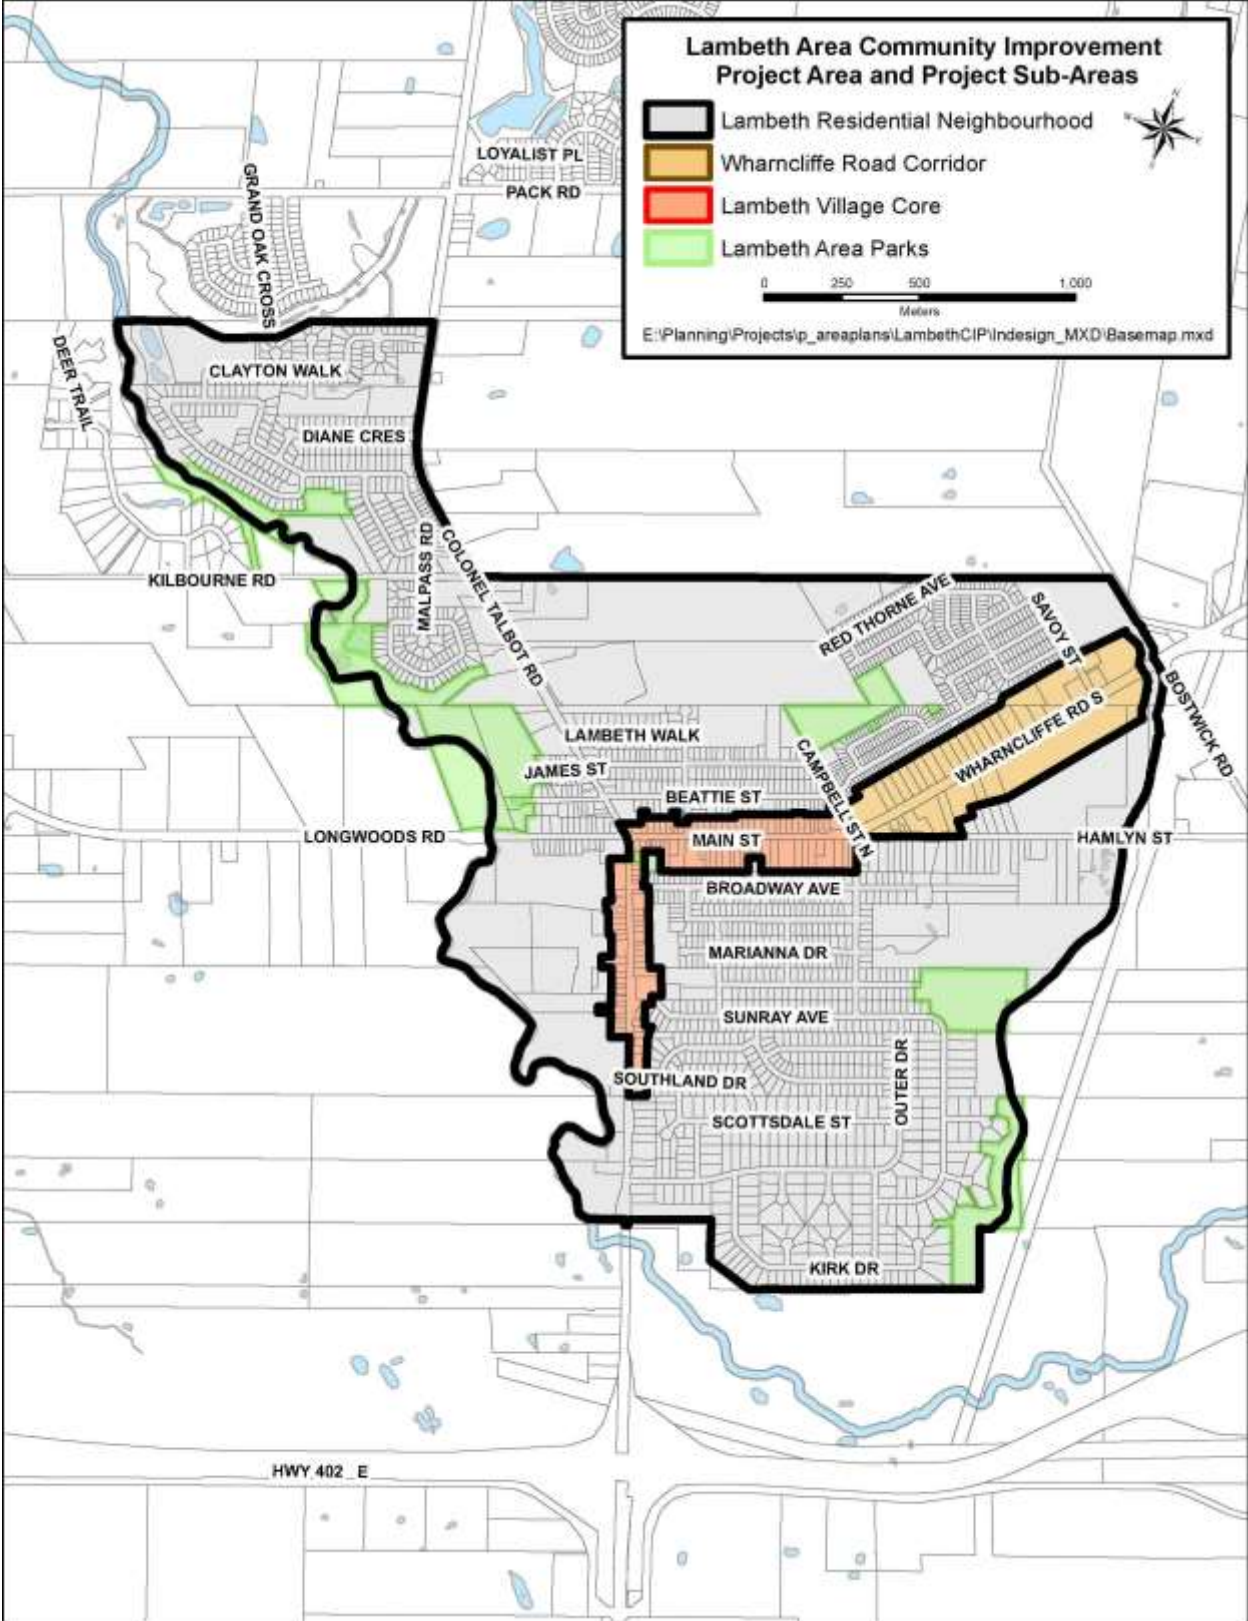 Lambeth Area Community Improvement
Project Area and Project Sub-Areas
N
W
E
S
Lambeth Residential Neighbourhood
Wharncliffe Road Corridor
Lambeth Village Core
Lambeth Area Parks
0 250 500 1,000
Meters
E:\Planning\Projects\p_areaplans\LambethCIP\Indesign_MXD\Basemap.mxd
LOYALIST PL
PACK RD
GRAND OAK CROSS
DEER TRAIL
CLAYTON WALK
DIANE CRES
MALPASS RD
COLONEL TALBOT RD
KILBOURNE RD
RED THORNE AVE
SAVOY ST
BOSTWICK RD
WHARNCLIFFE RD S
LAMBETH WALK
CAMPBELL ST N
JAMES ST
BEATTIE ST
LONGWOODS RD
MAIN ST
HAMLYN ST
BROADWAY AVE
MARIANNA DR
SUNRAY AVE
OUTER DR
SOUTHLAND DR
SCOTTSDALE ST
KIRK DR
HWY 402 E